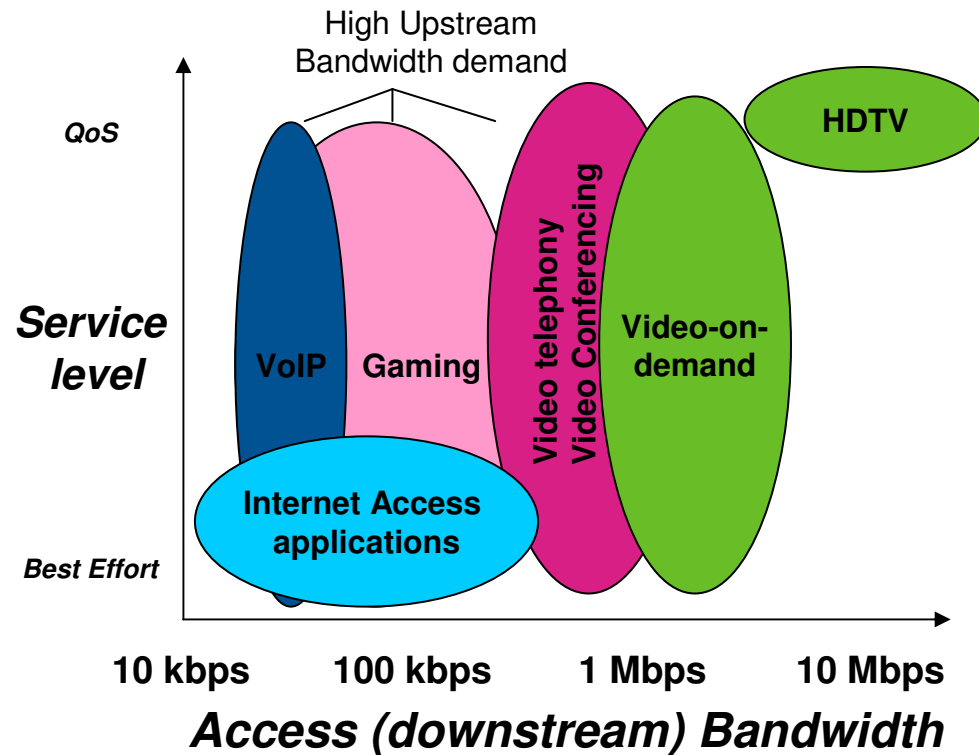 High Upstream
Bandwidth demand
QoS
HDTV
Service
level
VoIP
Gaming
Video telephony
Video Conferencing
Video-on-
demand
Internet Access
applications
Best Effort
10 kbps
100 kbps
1 Mbps
10 Mbps
Access (downstream) Bandwidth